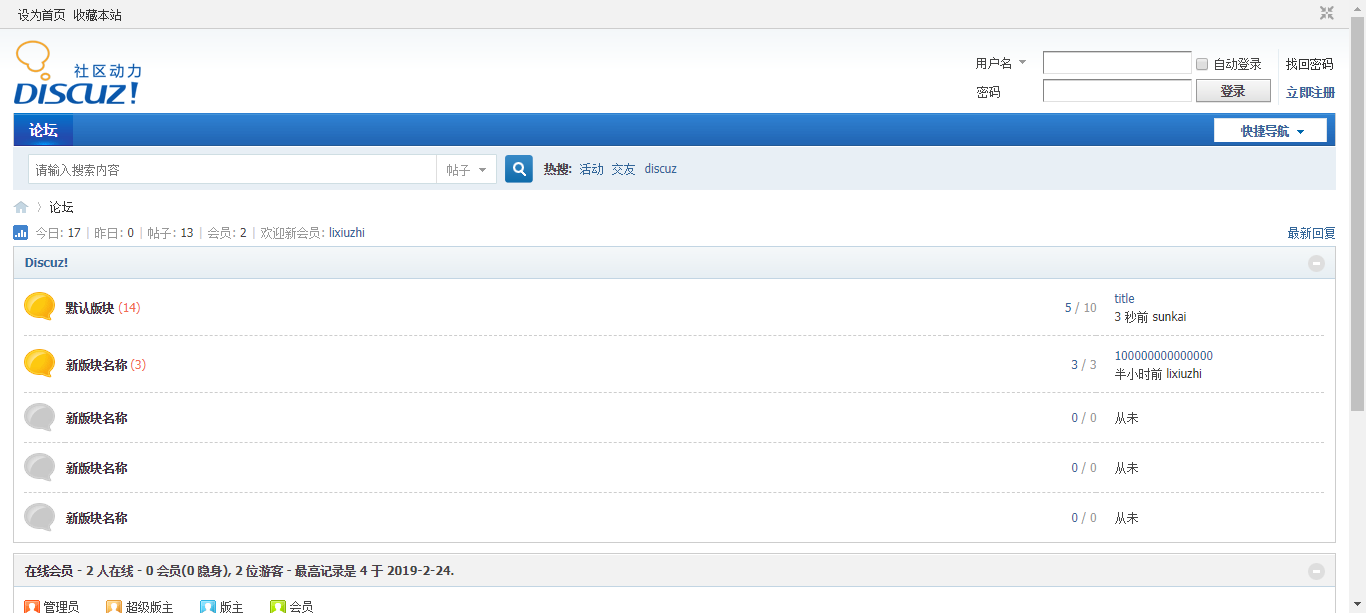 设为首页 收藏本站
社区动力
DISCUZ!
用户名 自动登录 找回密码
密码 登录 立即注册
论坛 快捷导航
请输入搜索内容 帖子 热搜: 活动 交友 discuz
论坛
今日: 17 | 昨日: 0 | 帖子: 13 | 会员: 2 | 欢迎新会员: lixiuzhi 最新回复
Discuz!
默认版块 (14) 5 / 10 title
3 秒前 sunkai
新版块名称 (3) 3 / 3 100000000000000
半小时前 lixiuzhi
新版块名称 0 / 0 从未
新版块名称 0 / 0 从未
新版块名称 0 / 0 从未
在线会员 - 2 人在线 - 0 会员(0 隐身), 2 位游客 - 最高记录是 4 于 2019-2-24.
管理员 超级版主 版主 会员